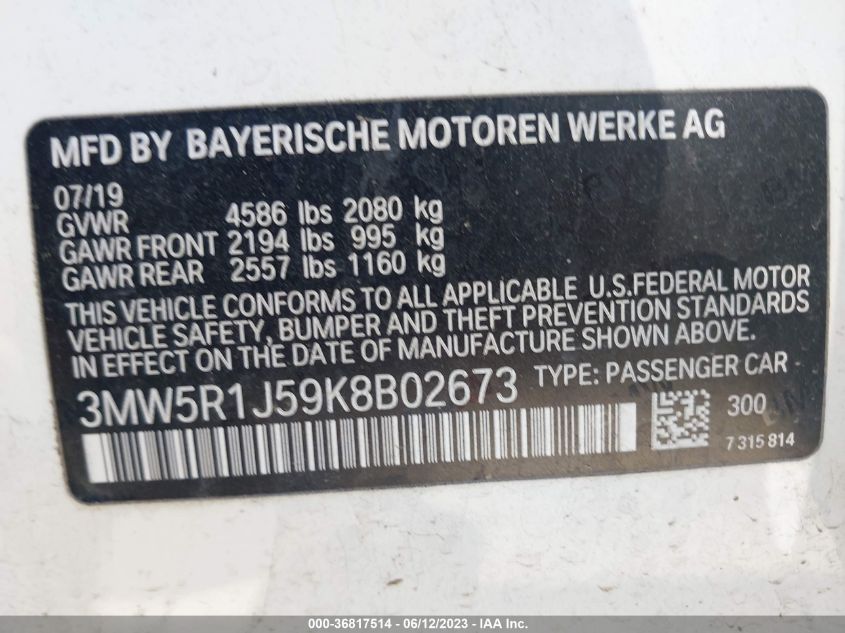 MFD BY BAYERISCHE MOTOREN WERKE AG
07/19
GVWR 4586 lbs 2080 kg
GAWR FRONT 2194 lbs 995 kg
GAWR REAR 2557 lbs 1160 kg
THIS VEHICLE CONFORMS TO ALL APPLICABLE U.S.FEDERAL MOTOR
VEHICLE SAFETY, BUMPER AND THEFT PREVENTION STANDARDS
IN EFFECT ON THE DATE OF MANUFACTURE SHOWN ABOVE.
3MW5R1J59K8B02673 TYPE: PASSENGER CAR -
300
7 315 814
000-36817514 - 06/12/2023 - IAA Inc.